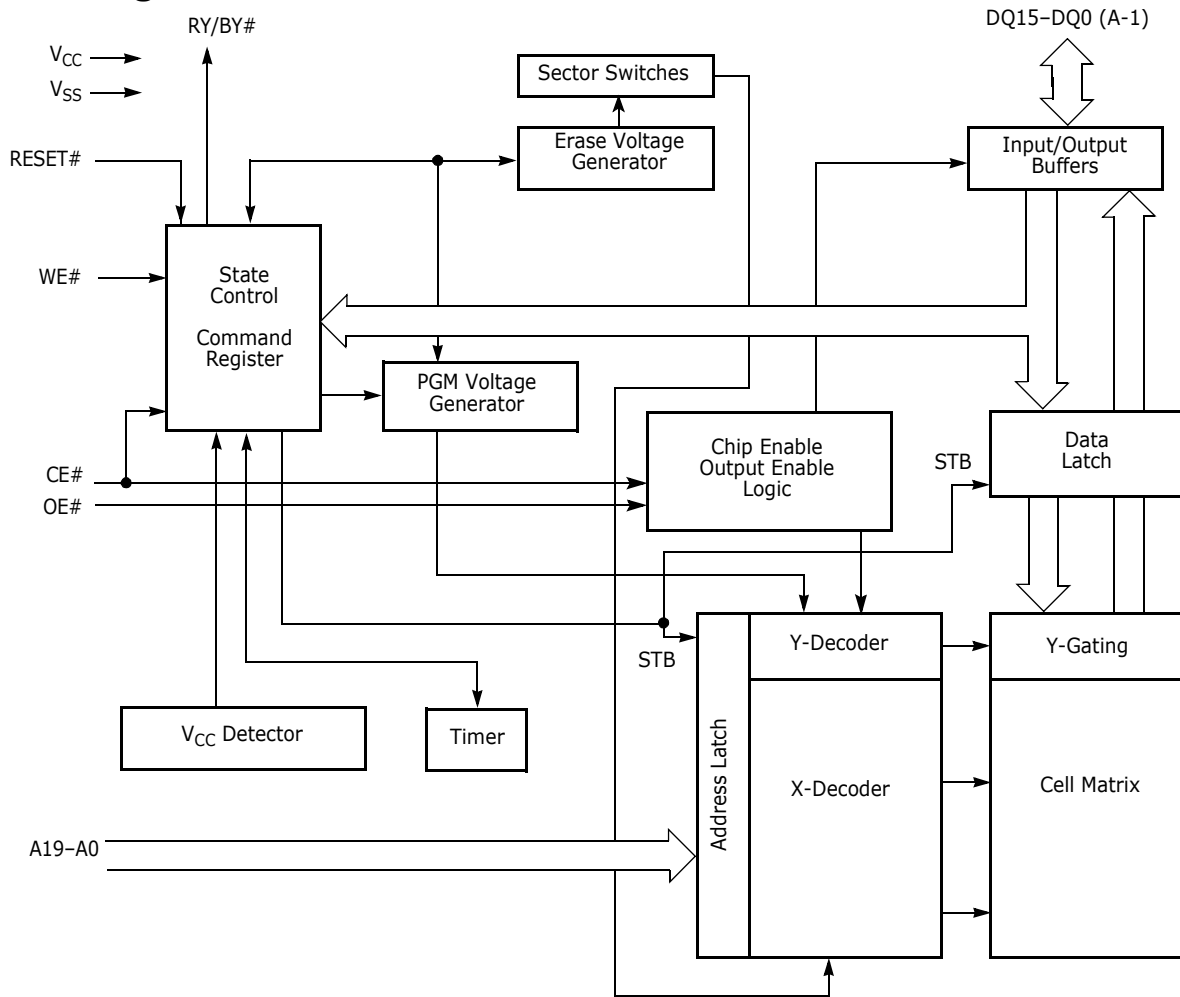 RY/BY#
DQ15–DQ0 (A-1)
VCC
VSS
Sector Switches
Erase Voltage
Generator
Input/Output
Buffers
RESET#
WE#
State
Control
Command
Register
PGM Voltage
Generator
Chip Enable
Output Enable
Logic
Data
Latch
STB
CE#
OE#
STB
Y-Decoder
Y-Gating
VCC Detector
Timer
Address Latch
X-Decoder
Cell Matrix
A19–A0